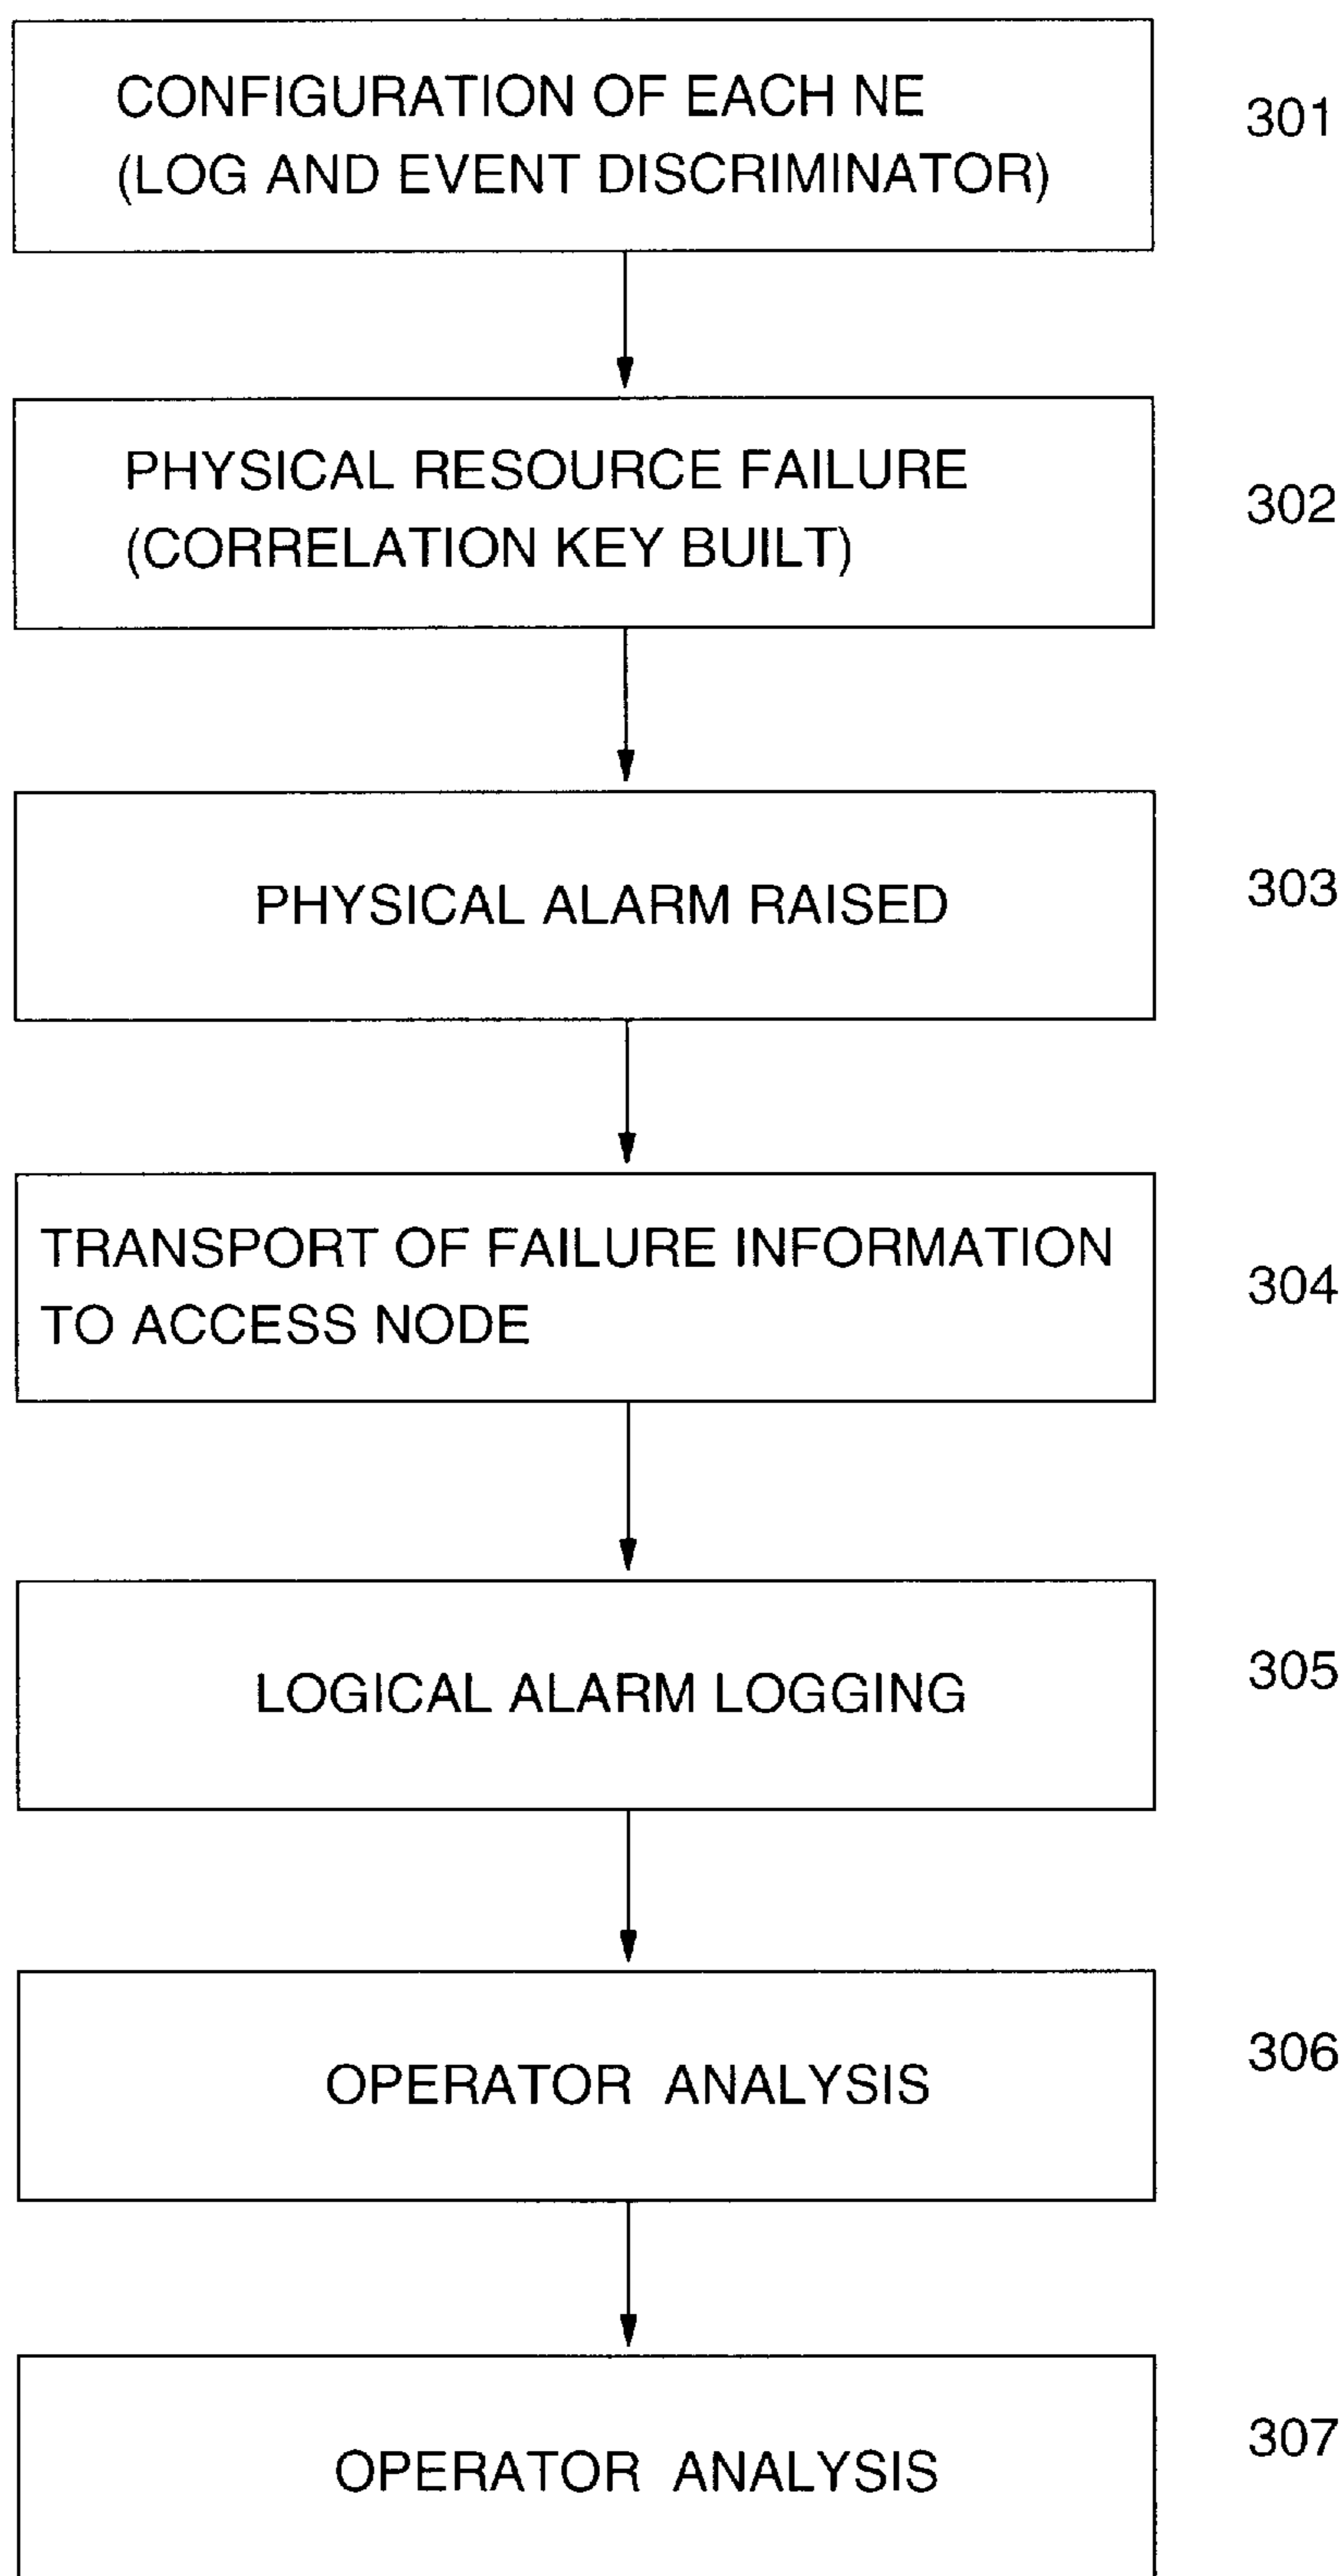 CONFIGURATION OF EACH NE
(LOG AND EVENT DISCRIMINATOR)
301
PHYSICAL RESOURCE FAILURE
(CORRELATION KEY BUILT)
302
PHYSICAL ALARM RAISED
303
TRANSPORT OF FAILURE INFORMATION
TO ACCESS NODE
304
LOGICAL ALARM LOGGING
305
OPERATOR ANALYSIS
306
OPERATOR ANALYSIS
307